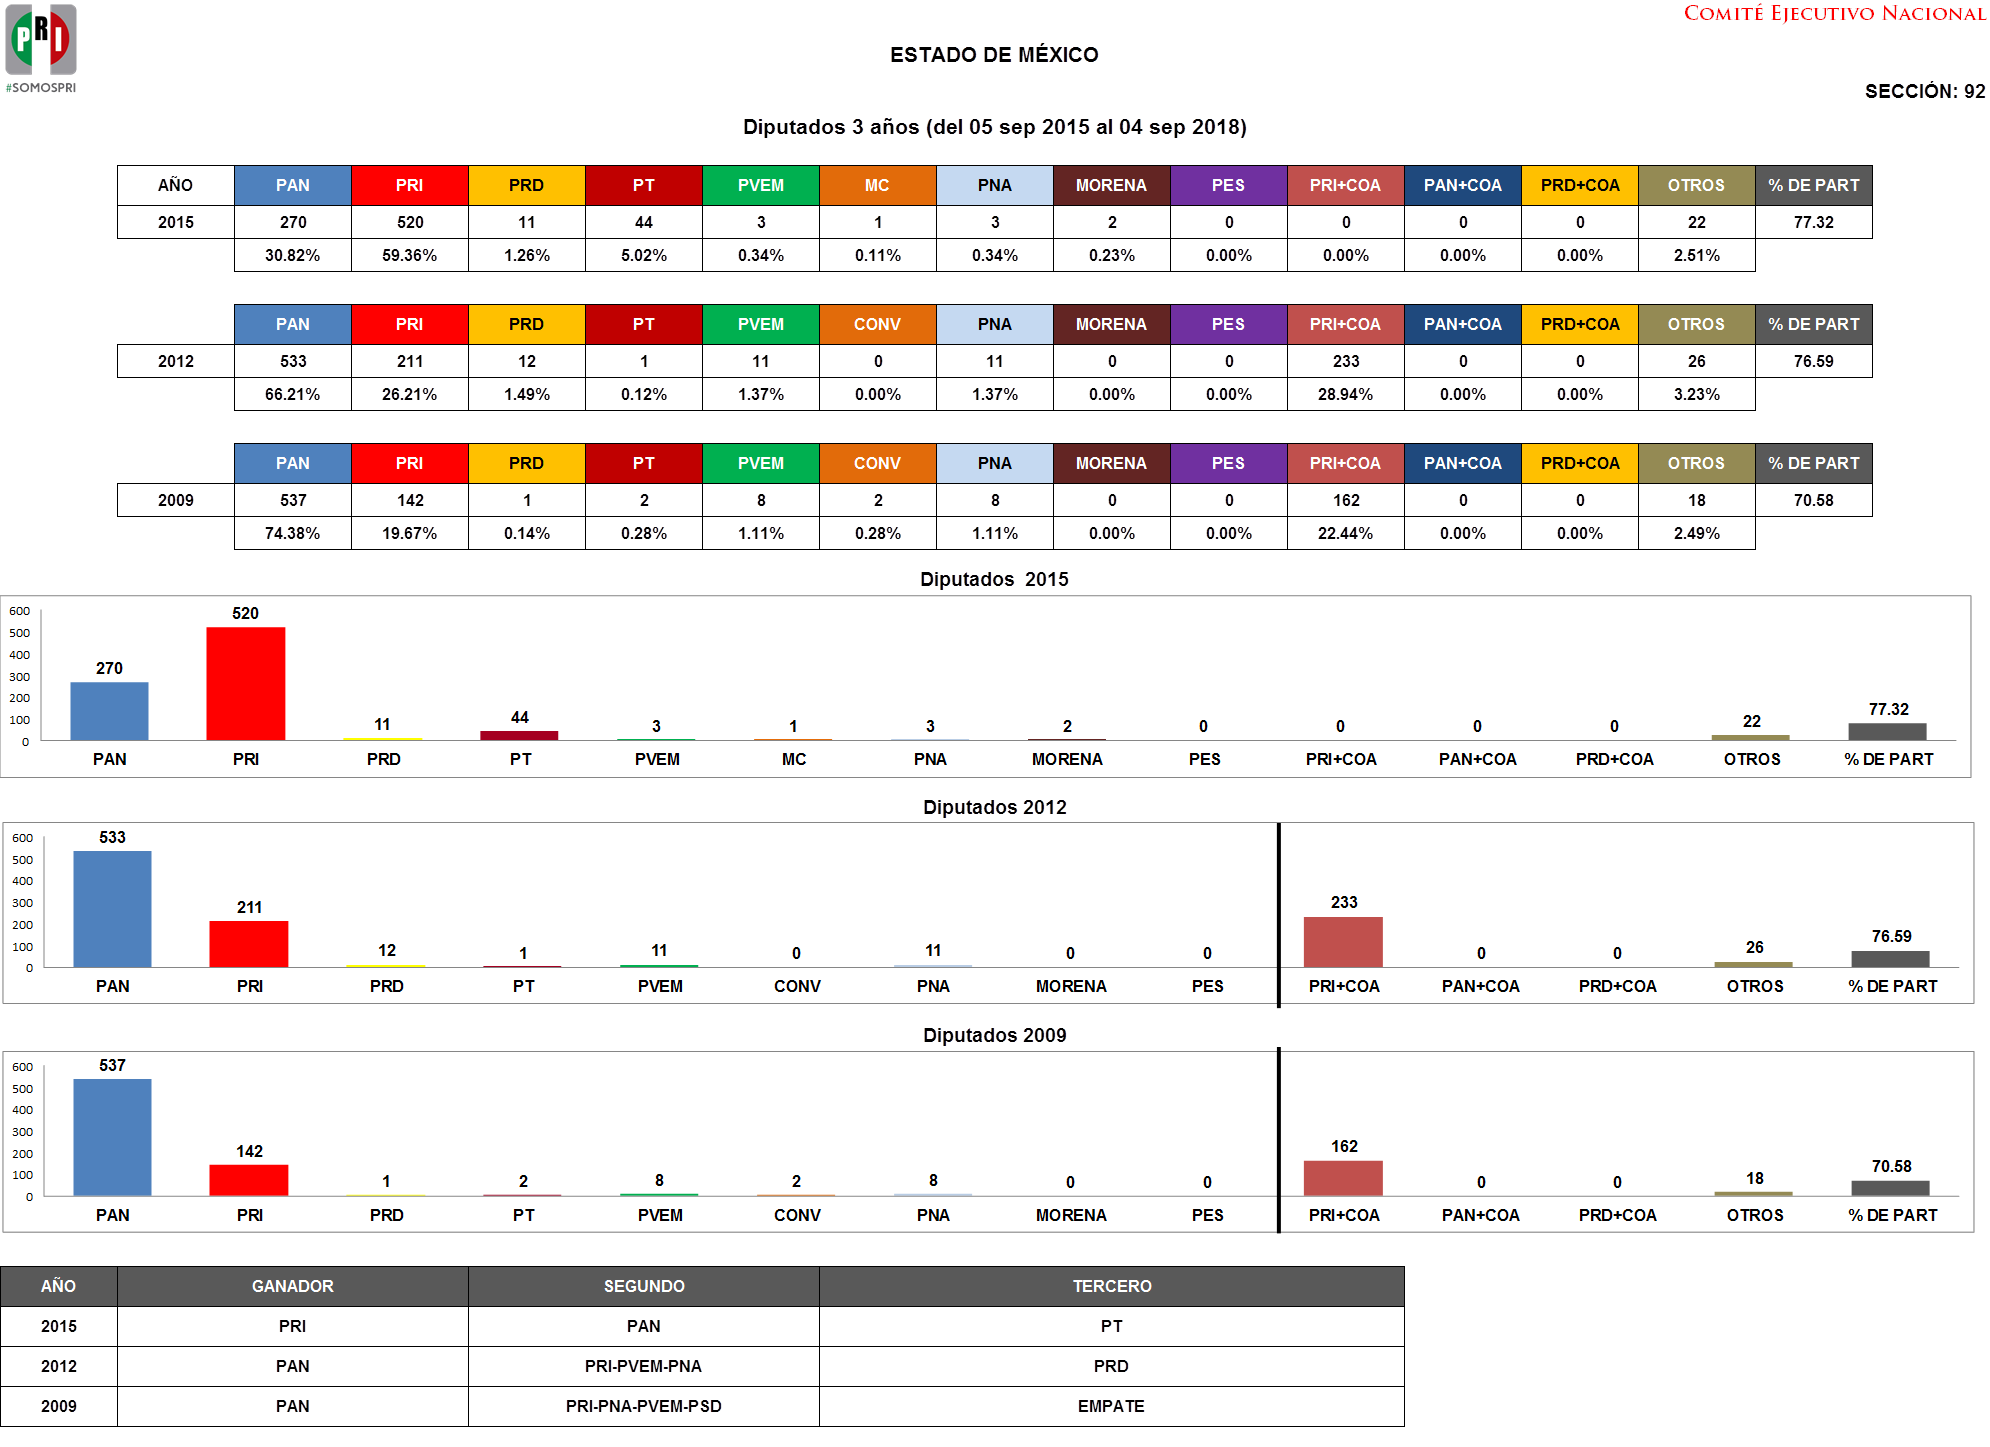 PRI
#SOMOSPRI
COMITÉ EJECUTIVO NACIONAL
ESTADO DE MÉXICO
SECCIÓN: 92
Diputados 3 años (del 05 sep 2015 al 04 sep 2018)
AÑO PAN PRI PRD PT PVEM MC PNA MORENA PES PRI+COA PAN+COA PRD+COA OTROS % DE PART
2015 270 520 11 44 3 1 3 2 0 0 0 0 22 77.32
30.82% 59.36% 1.26% 5.02% 0.34% 0.11% 0.34% 0.23% 0.00% 0.00% 0.00% 0.00% 2.51%
PAN PRI PRD PT PVEM CONV PNA MORENA PES PRI+COA PAN+COA PRD+COA OTROS % DE PART
2012 533 211 12 1 11 0 11 0 0 233 0 0 26 76.59
66.21% 26.21% 1.49% 0.12% 1.37% 0.00% 1.37% 0.00% 0.00% 28.94% 0.00% 0.00% 3.23%
PAN PRI PRD PT PVEM CONV PNA MORENA PES PRI+COA PAN+COA PRD+COA OTROS % DE PART
2009 537 142 1 2 8 2 8 0 0 162 0 0 18 70.58
74.38% 19.67% 0.14% 0.28% 1.11% 0.28% 1.11% 0.00% 0.00% 22.44% 0.00% 0.00% 2.49%
Diputados 2015
600
500
400
300
200
100
0
270 520 11 44 3 1 3 2 0 0 0 0 22 77.32
PAN PRI PRD PT PVEM MC PNA MORENA PES PRI+COA PAN+COA PRD+COA OTROS % DE PART
Diputados 2012
600
500
400
300
200
100
0
533 211 12 1 11 0 11 0 0 233 0 0 26 76.59
PAN PRI PRD PT PVEM CONV PNA MORENA PES PRI+COA PAN+COA PRD+COA OTROS % DE PART
Diputados 2009
600
500
400
300
200
100
0
537 142 1 2 8 2 8 0 0 162 0 0 18 70.58
PAN PRI PRD PT PVEM CONV PNA MORENA PES PRI+COA PAN+COA PRD+COA OTROS % DE PART
AÑO GANADOR SEGUNDO TERCERO
2015 PRI PAN PT
2012 PAN PRI-PVEM-PNA PRD
2009 PAN PRI-PNA-PVEM-PSD EMPATE